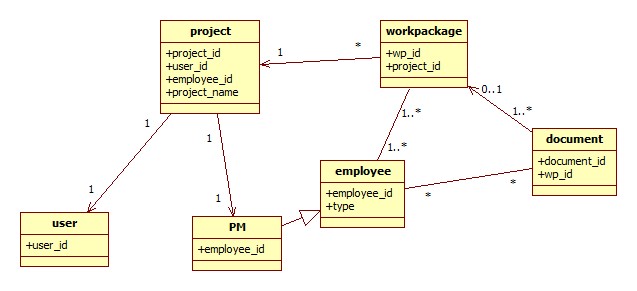 project
+project_id
+user_id
+employee_id
+project_name
workpackage
+wp_id
+project_id
1
*
0..1
1..*
document
+document_id
+wp_id
1..*
1..*
employee
+employee_id
+type
*
*
1
1
1
1
user
+user_id
PM
+employee_id